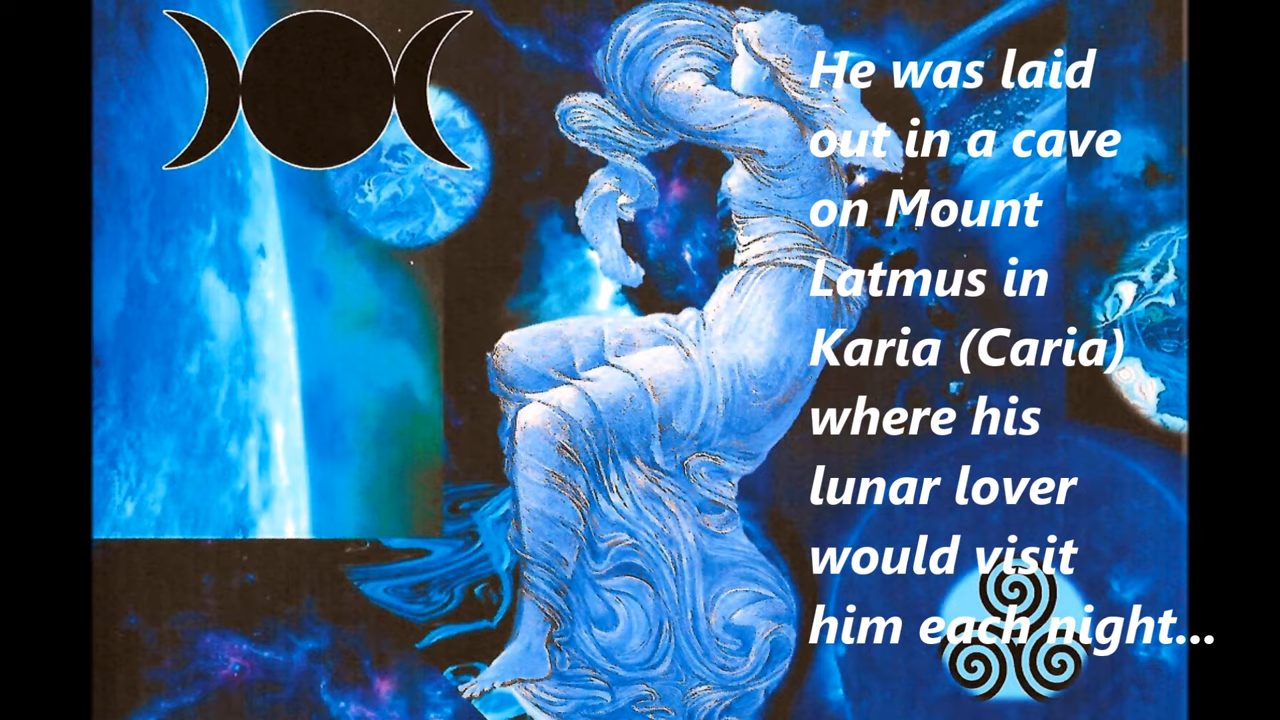 He was laid
out in a cave
on Mount
Latmus in
Karia (Caria)
where his
lunar lover
would visit
him each night...